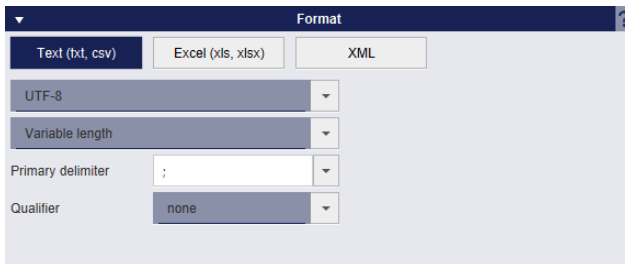 Format
?
Text (txt, csv) Excel (xls, xlsx) XML
UTF-8
Variable length
Primary delimiter ;
Qualifier none